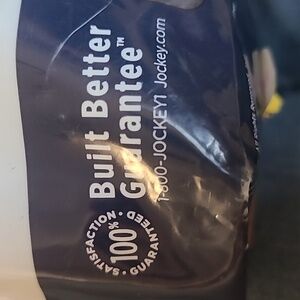 Built Better
Guarantee™
1-800-JOCKEY1 Jockey.com
SATISFACTION • GUARANTEED •
100%